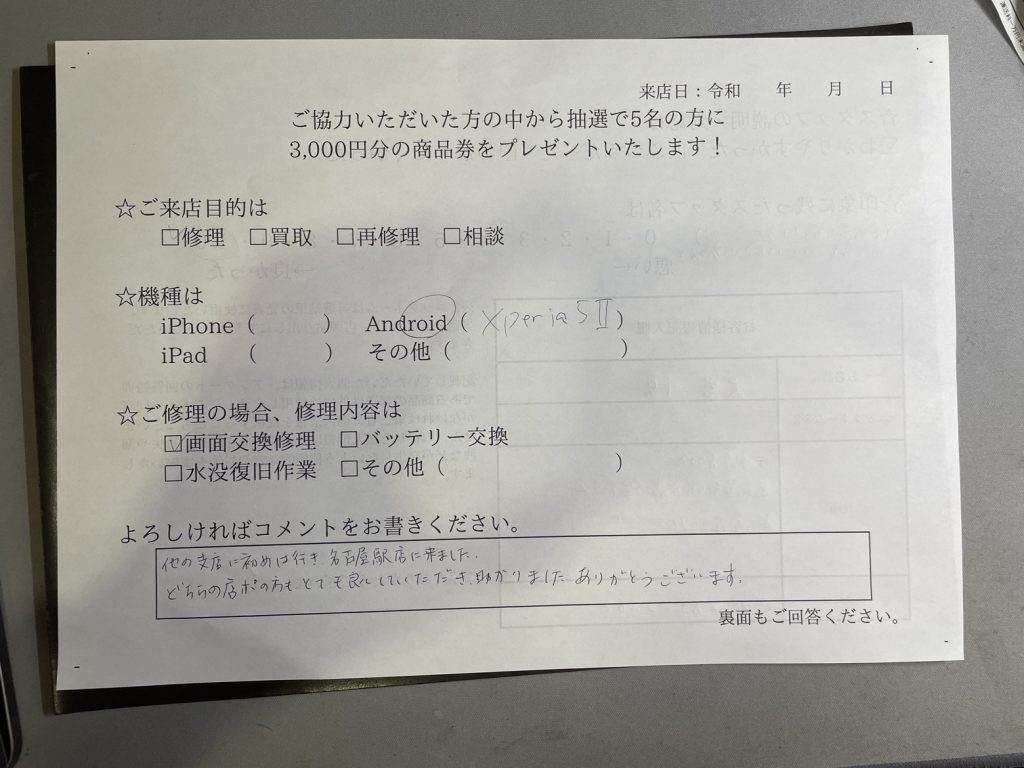 来店日：令和　年　月　日
ご協力いただいた方の中から抽選で5名の方に
3,000円分の商品券をプレゼントいたします！
☆ご来店目的は
□修理　□買取　□再修理　□相談
☆機種は
iPhone（　　　）　Android（ Xperia 5 II ）
iPad　（　　　）　その他（　　　　　　　）
☆ご修理の場合、修理内容は
☑画面交換修理　□バッテリー交換
□水没復旧作業　□その他（　　　　　　　）
よろしければコメントをお書きください。
他の支店に初めは行き、名古屋駅店に来ました。
どちらの店ポの方もとても良くしていただき、助かりました。ありがとうございます。
裏面もご回答ください。